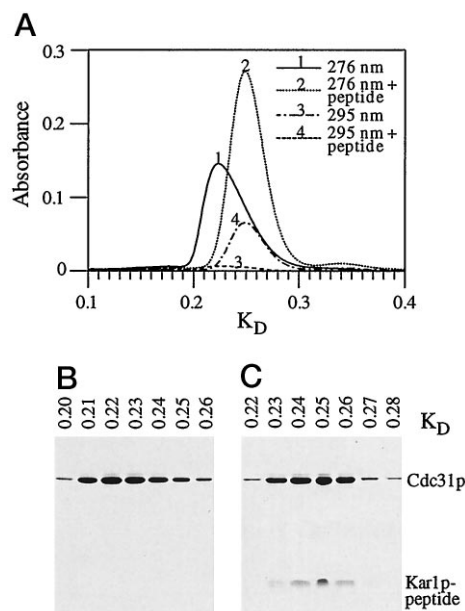 A
0.3
0.2
0.1
0
Absorbance
0.1
0.2
0.3
0.4
K_D
1 276 nm
2 276 nm +
peptide
3 295 nm
4 295 nm +
peptide
2
1
4
3
B
C
0.20
0.21
0.22
0.23
0.24
0.25
0.26
0.22
0.23
0.24
0.25
0.26
0.27
0.28
K_D
Cdc31p
Kar1p-
peptide